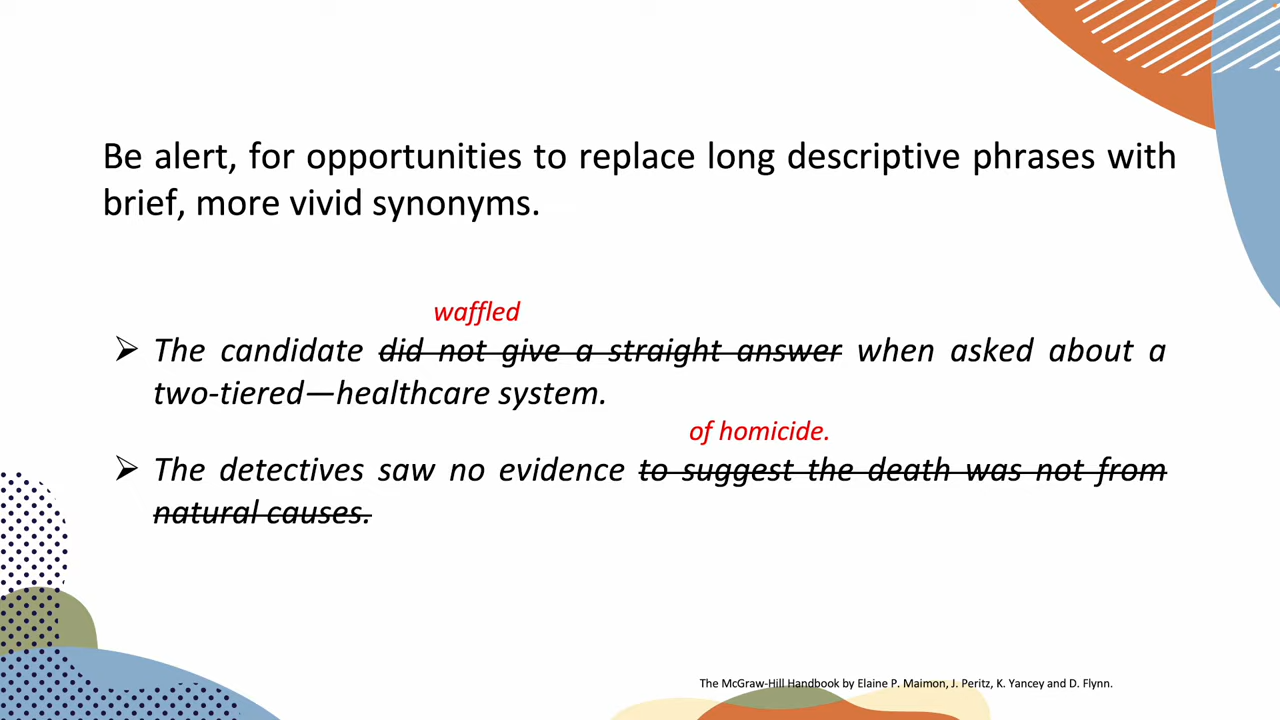 Be alert, for opportunities to replace long descriptive phrases with
brief, more vivid synonyms.
waffled
The candidate did not give a straight answer when asked about a
two-tiered—healthcare system.
of homicide.
The detectives saw no evidence to suggest the death was not from
natural causes.
The McGraw-Hill Handbook by Elaine P. Maimon, J. Peritz, K. Yancey and D. Flynn.